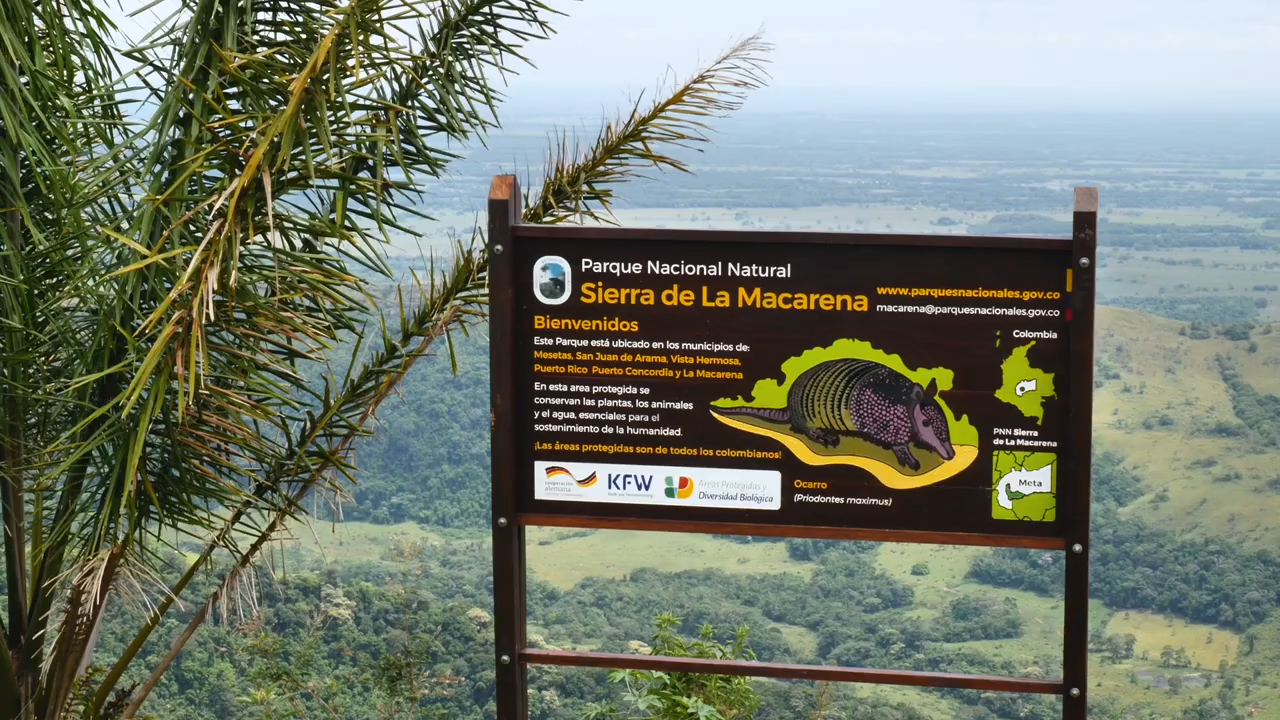 Parque Nacional Natural
Sierra de La Macarena
www.parquesnacionales.gov.co
macarena@parquesnacionales.gov.co
Bienvenidos
Este Parque está ubicado en los municipios de:
Mesetas, San Juan de Arama, Vista Hermosa,
Puerto Rico Puerto Concordia y La Macarena
En esta area protegida se
conservan las plantas, los animales
y el agua, esenciales para el
sostenimiento de la humanidad.
¡Las áreas protegidas son de todos los colombianos!
cooperación
alemana
KFW
Areas Protegidas y
Diversidad Biológica
Ocarro
(Priodontes maximus)
Colombia
PNN Sierra
de La Macarena
Meta